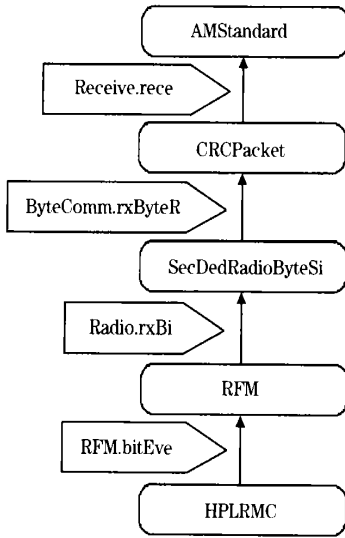 AMStandard
Receive.rece
CRCPacket
ByteComm.rxByteR
SecDedRadioByteSi
Radio.rxBi
RFM
RFM.bitEve
HPLRMC